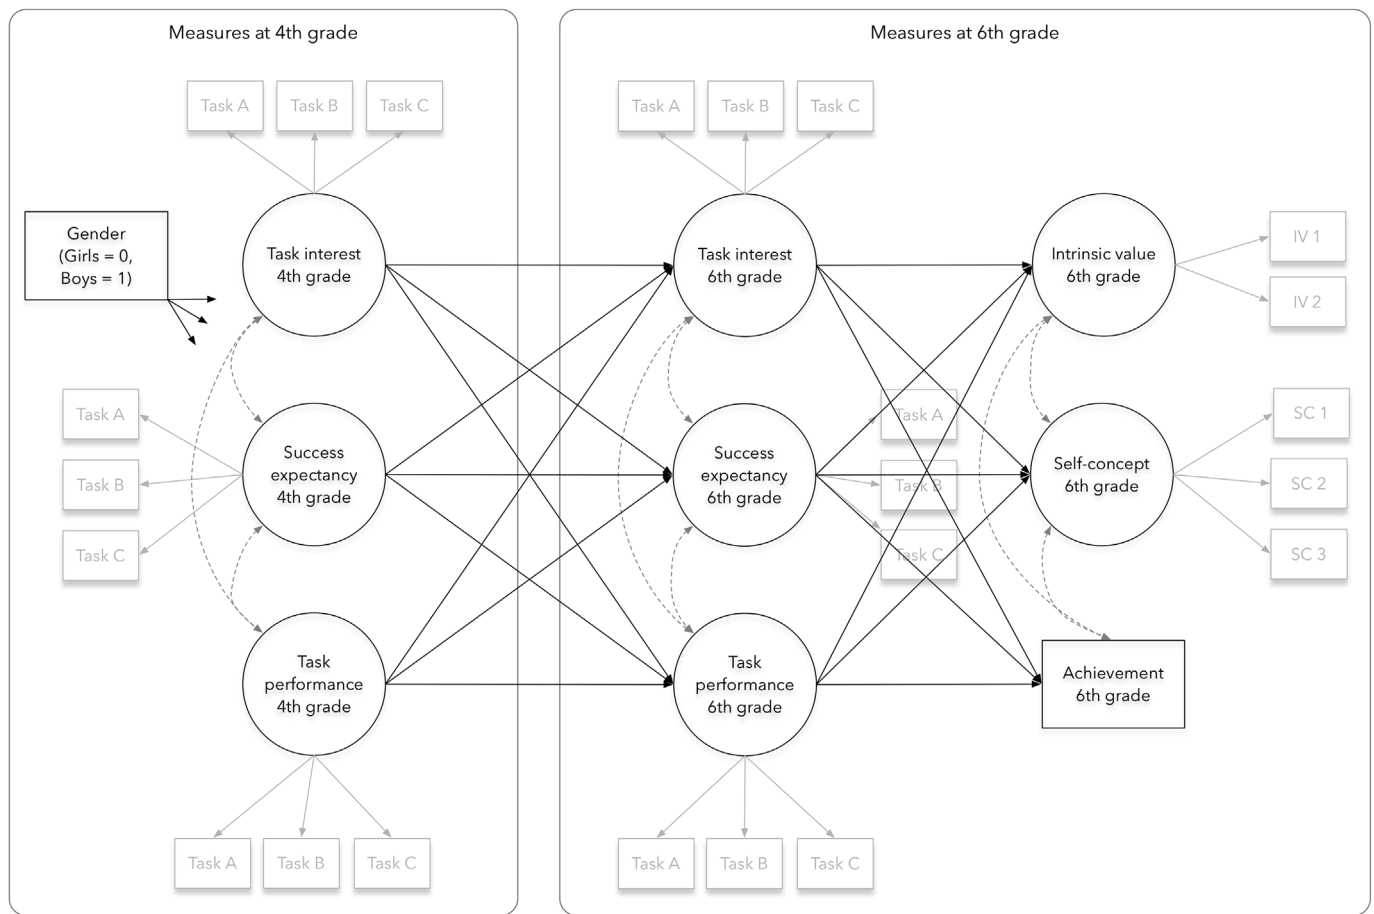 Measures at 4th grade
Measures at 6th grade
Task A
Task B
Task C
Task A
Task B
Task C
Gender
(Girls = 0,
Boys = 1)
Task interest
4th grade
Task interest
6th grade
Intrinsic value
6th grade
IV 1
IV 2
Task A
Task B
Task C
Success
expectancy
4th grade
Success
expectancy
6th grade
Task A
Task B
Task C
Self-concept
6th grade
SC 1
SC 2
SC 3
Task
performance
4th grade
Task
performance
6th grade
Achievement
6th grade
Task A
Task B
Task C
Task A
Task B
Task C